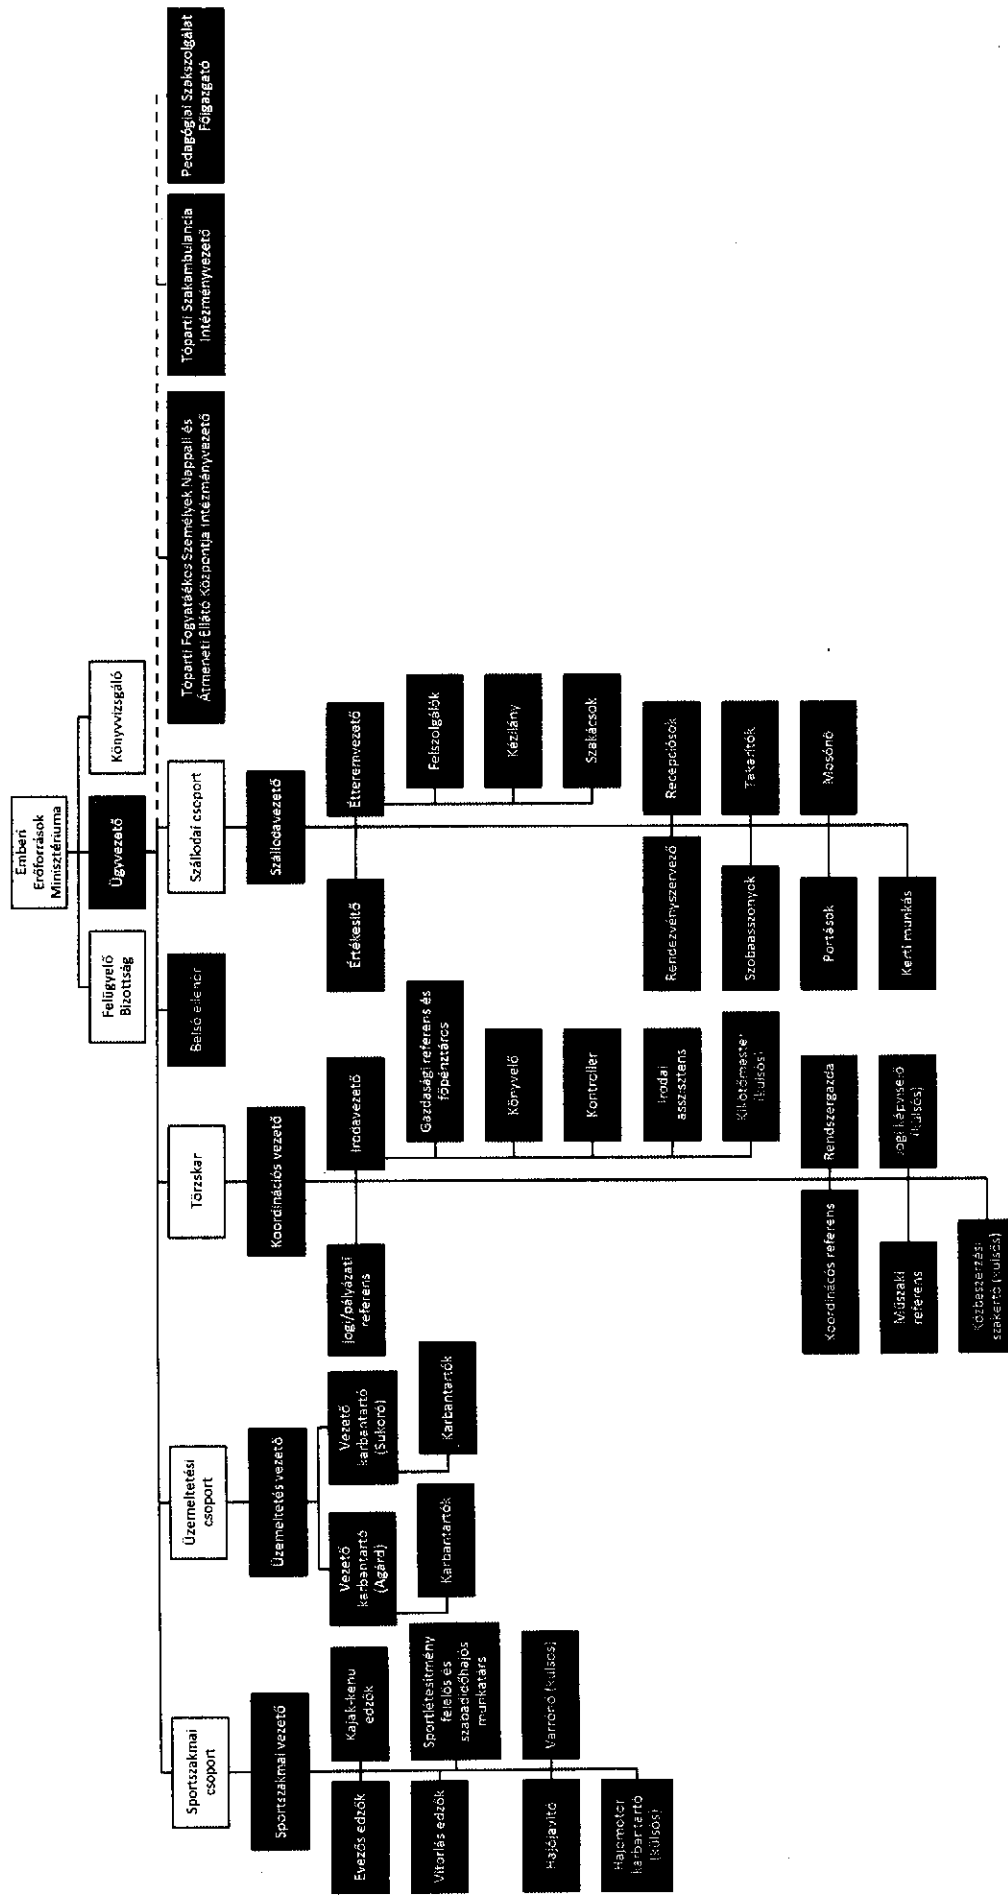 Emberi
Erőforrások
Minisztériuma
Felügyelő
Bizottság
Ügyvezető
Könyvvizsgáló
Sportszakmai
csoport
Üzemeltetési
csoport
Törzskar
Belső ellenőr
Szállodai csoport
Tóparti Fogyatáékos Személyek Nappali és
Átmeneti Ellátó Központja Intézményvezető
Tóparti Szakambulancia
Intézményvezető
Pedagógiai Szakszolgálat
Főigazgató
Sportszakmai vezető
Üzemeltetés vezető
Koordinációs vezető
Szállodavezető
Evezős edzők
Kajak-kenu
edzők
Vitorlás edzők
Sportlétesítmény
felelős és
szabadidőhajós
munkatárs
Hajójavító
Varrónő (külsős)
Hajómotor
karbantartó
(külsős)
Vezető
karbantartó
(Agárd)
Karbantartók
Vezető
karbantartó
(Sukoró)
Karbantartók
Jogi/pályázati
referens
Irodavezető
Gazdasági referens és
főpénztáros
Könyvelő
Kontroller
Irodai
asszisztens
Kikötőmester
(külsős)
Koordinácós referens
Rendszergazda
Műszaki
referens
Jogi képviselő
(külsős)
Közbeszerzési
szakértő (külsős)
Értékesítő
Étteremvezető
Felszolgálók
Kézilány
Szakácsok
Rendezvényszervező
Recepciósok
Szobaasszonyok
Takarítók
Portások
Mosónő
Kerti munkás